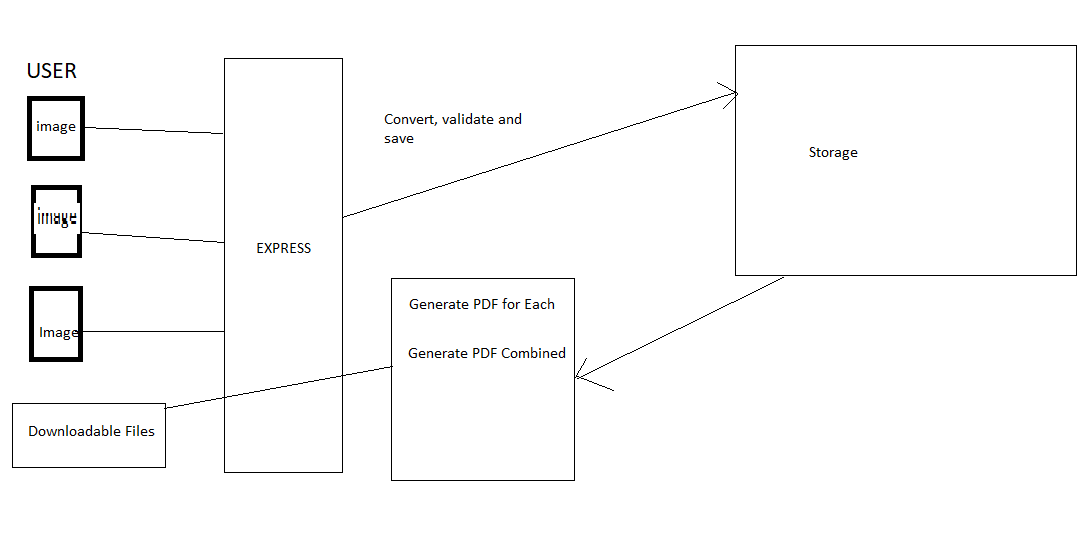 USER
image
image
Image
EXPRESS
Convert, validate and
save
Storage
Generate PDF for Each
Generate PDF Combined
Downloadable Files